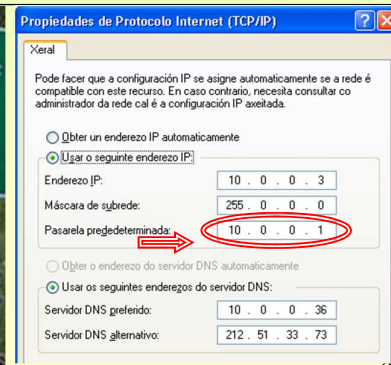 Propiedades de Protocolo Internet (TCP/IP)
Xeral
Pode facer que a configuración IP se asigne automaticamente se a rede é
compatible con este recurso. En caso contrario, necesita consultar co
administrador da rede cal é a configuración IP axeitada.
Obter un enderezo IP automaticamente
Usar o seguinte enderezo IP:
Enderezo IP: 10 . 0 . 0 . 3
Máscara de subrede: 255 . 0 . 0 . 0
Pasarela prededeterminada: 10 . 0 . 0 . 1
Obter o enderezo do servidor DNS automaticamente
Usar os seguintes enderezos do servidor DNS:
Servidor DNS preferido: 10 . 0 . 0 . 36
Servidor DNS alternativo: 212 . 51 . 33 . 73